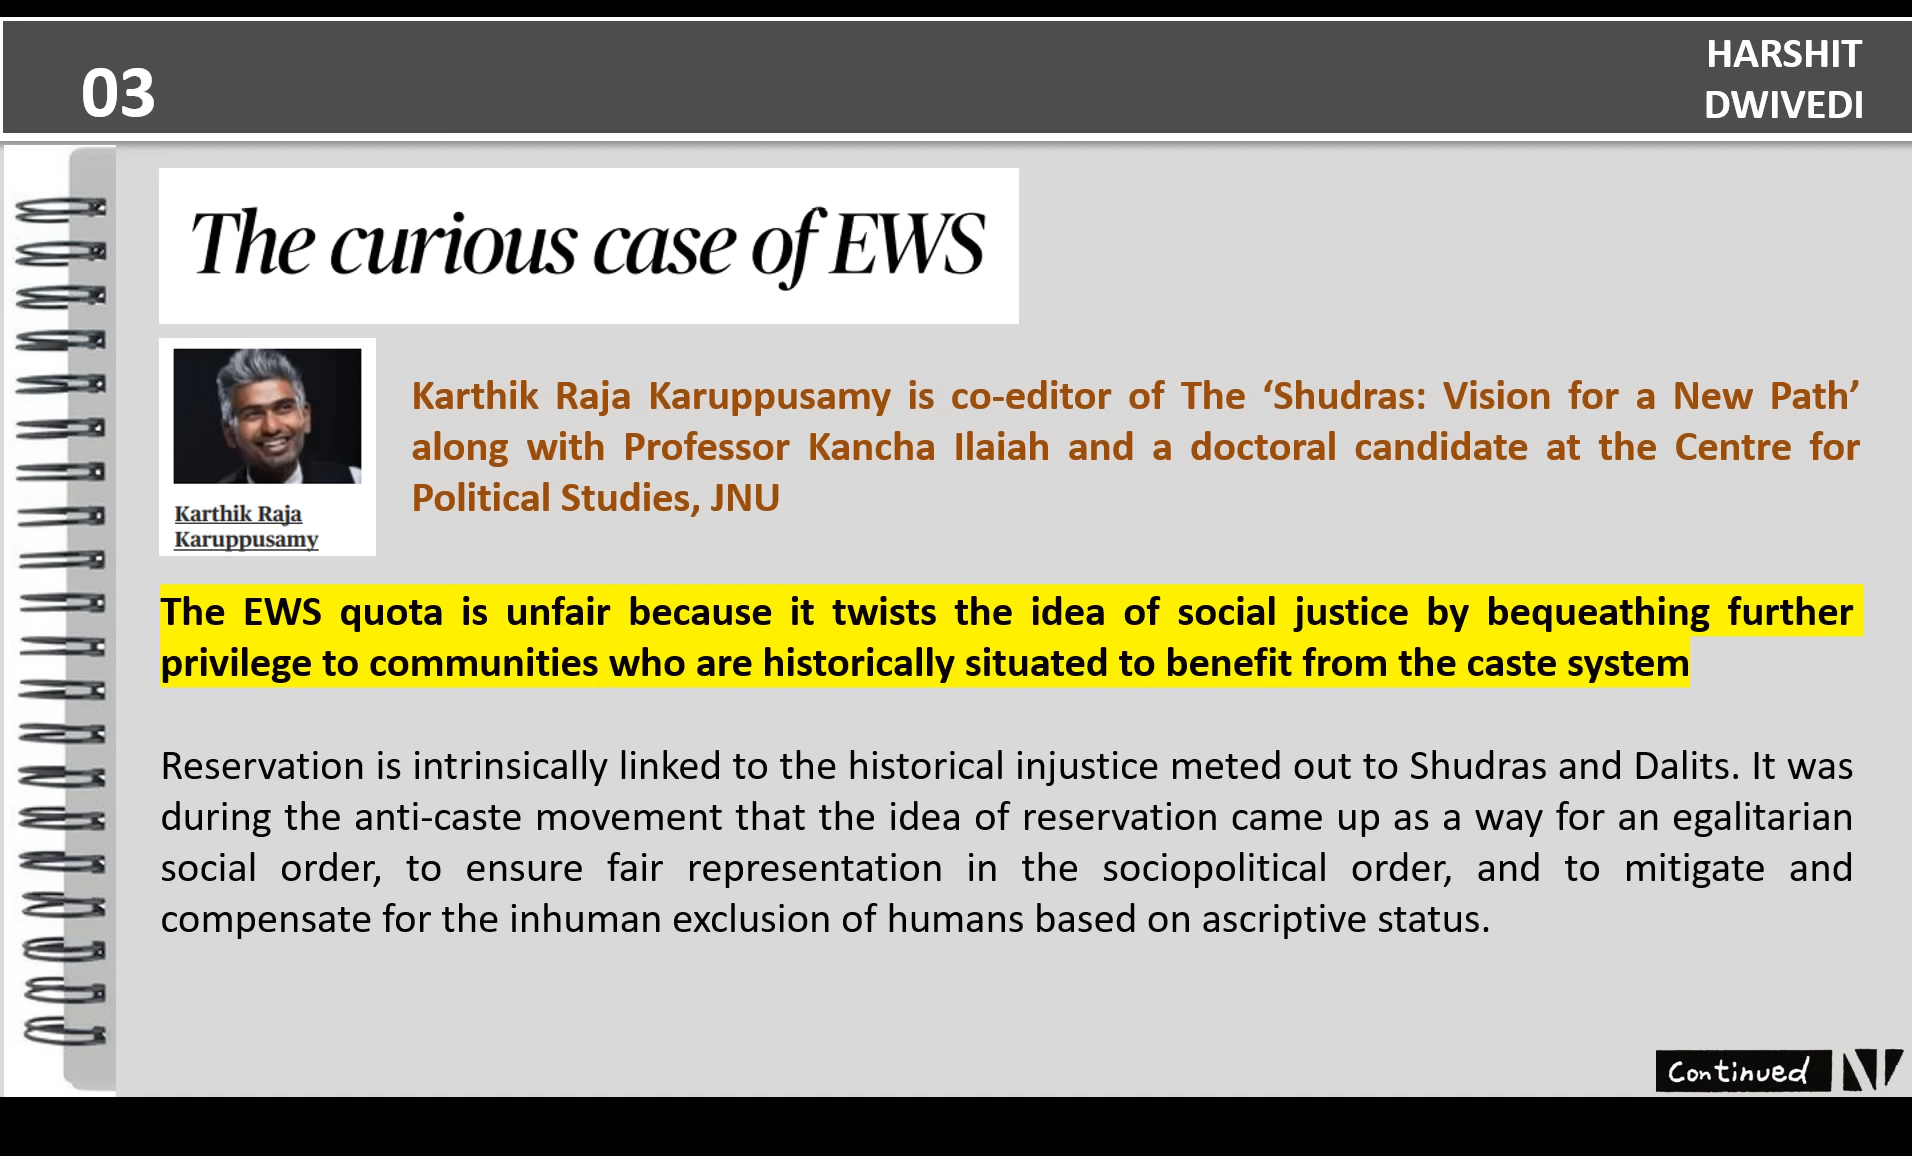 03
HARSHIT
DWIVEDI
The curious case of EWS
Karthik Raja
Karuppusamy
Karthik Raja Karuppusamy is co-editor of The ‘Shudras: Vision for a New Path’
along with Professor Kancha Ilaiah and a doctoral candidate at the Centre for
Political Studies, JNU
The EWS quota is unfair because it twists the idea of social justice by bequeathing further
privilege to communities who are historically situated to benefit from the caste system
Reservation is intrinsically linked to the historical injustice meted out to Shudras and Dalits. It was
during the anti-caste movement that the idea of reservation came up as a way for an egalitarian
social order, to ensure fair representation in the sociopolitical order, and to mitigate and
compensate for the inhuman exclusion of humans based on ascriptive status.
Continued